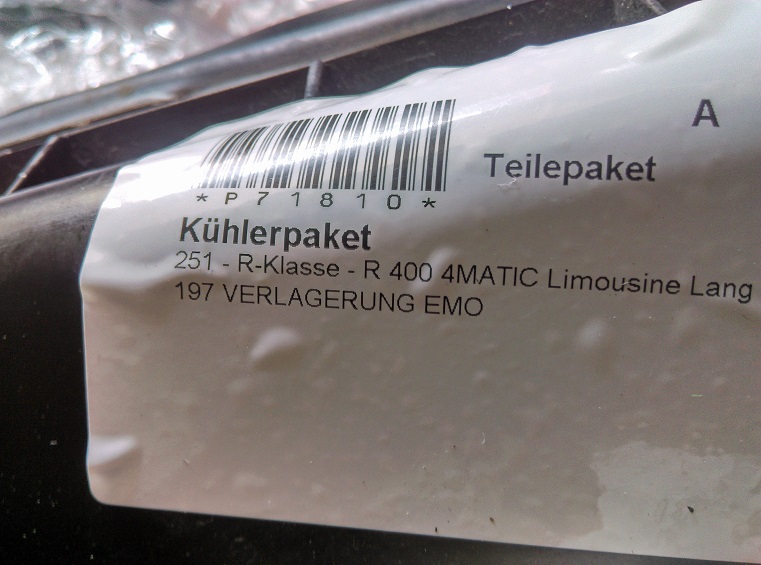 A
Teilepaket
*P71810*
Kühlerpaket
251 - R-Klasse - R 400 4MATIC Limousine Lang
197 VERLAGERUNG EMO